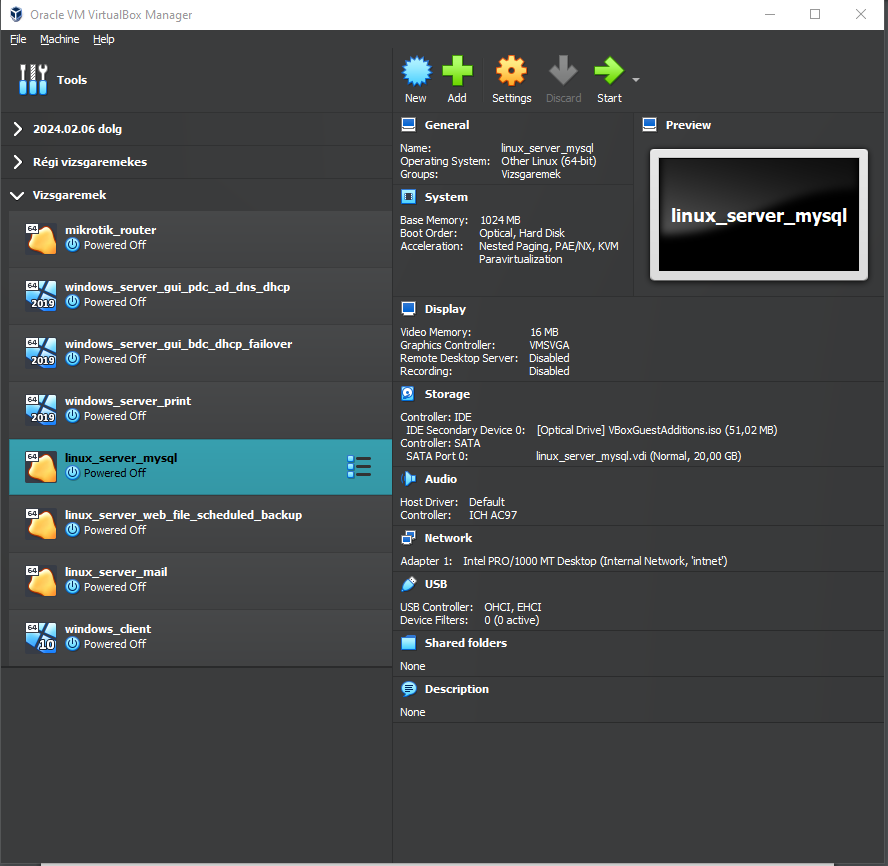 Oracle VM VirtualBox Manager
File Machine Help
Tools
New Add Settings Discard Start
2024.02.06 dolg
Régi vizsgaremekes
Vizsgaremek
64
mikrotik_router
Powered Off
64
2019
windows_server_gui_pdc_ad_dns_dhcp
Powered Off
64
2019
windows_server_gui_bdc_dhcp_failover
Powered Off
64
2019
windows_server_print
Powered Off
64
linux_server_mysql
Powered Off
64
linux_server_web_file_scheduled_backup
Powered Off
64
linux_server_mail
Powered Off
64
10
windows_client
Powered Off
General
Name: linux_server_mysql
Operating System: Other Linux (64-bit)
Groups: Vizsgaremek
System
Base Memory: 1024 MB
Boot Order: Optical, Hard Disk
Acceleration: Nested Paging, PAE/NX, KVM
Paravirtualization
Preview
linux_server_mysql
Display
Video Memory: 16 MB
Graphics Controller: VMSVGA
Remote Desktop Server: Disabled
Recording: Disabled
Storage
Controller: IDE
IDE Secondary Device 0: [Optical Drive] VBoxGuestAdditions.iso (51,02 MB)
Controller: SATA
SATA Port 0: linux_server_mysql.vdi (Normal, 20,00 GB)
Audio
Host Driver: Default
Controller: ICH AC97
Network
Adapter 1: Intel PRO/1000 MT Desktop (Internal Network, 'intnet')
USB
USB Controller: OHCI, EHCI
Device Filters: 0 (0 active)
Shared folders
None
Description
None